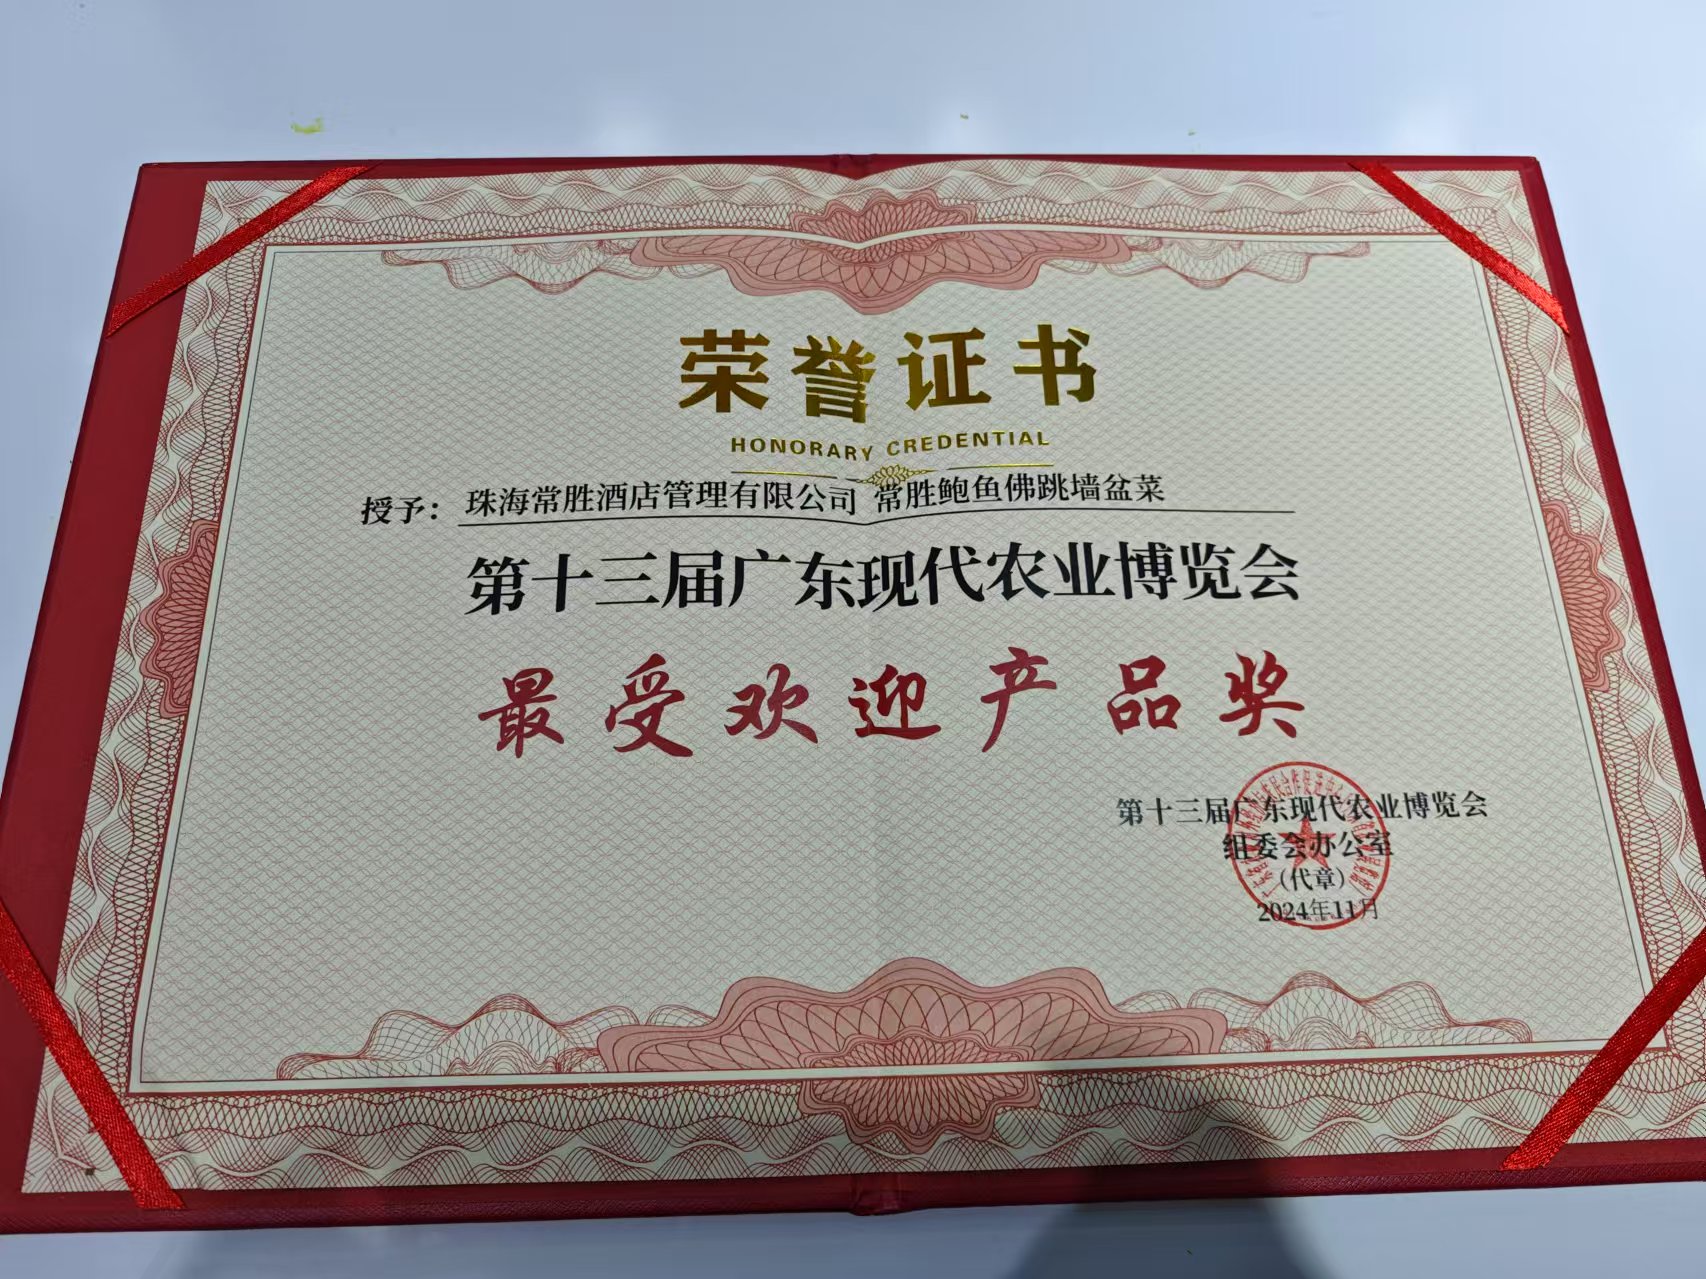 荣誉证书
HONORARY CREDENTIAL
授予：珠海常胜酒店管理有限公司 常胜鲍鱼佛跳墙盆菜
第十三届广东现代农业博览会
最受欢迎产品奖
第十三届广东现代农业博览会
组委会办公室
（代章）
2024年11月